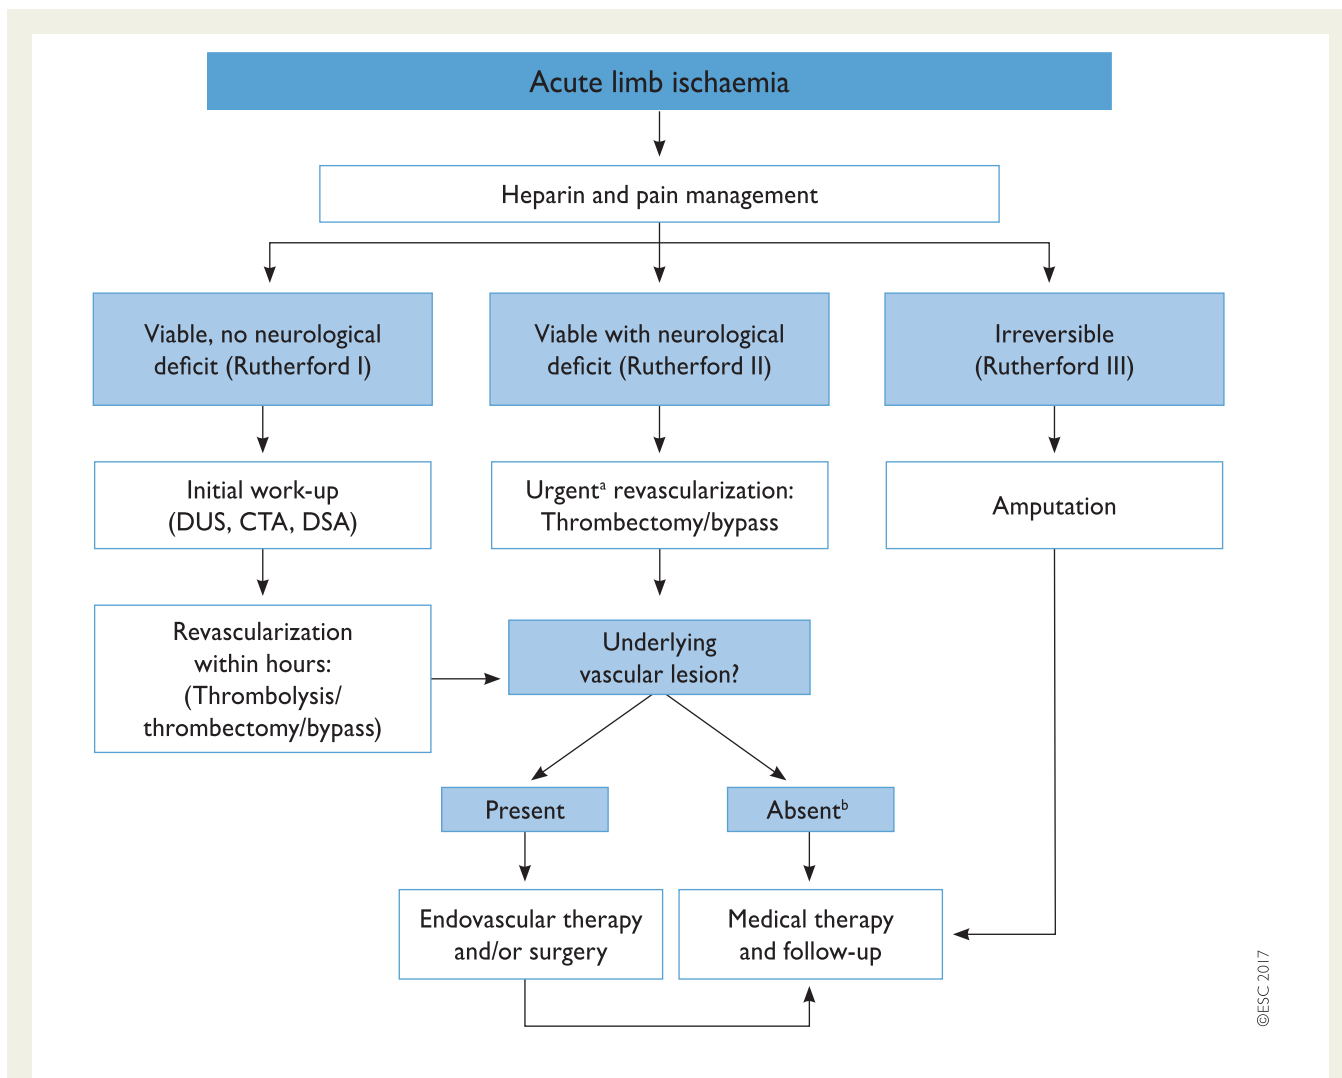 Acute limb ischaemia
Heparin and pain management
Viable, no neurological
deficit (Rutherford I)
Viable with neurological
deficit (Rutherford II)
Irreversible
(Rutherford III)
Initial work-up
(DUS, CTA, DSA)
Urgentᵃ revascularization:
Thrombectomy/bypass
Amputation
Revascularization
within hours:
(Thrombolysis/
thrombectomy/bypass)
Underlying
vascular lesion?
Present
Absentᵇ
Endovascular therapy
and/or surgery
Medical therapy
and follow-up
©ESC 2017